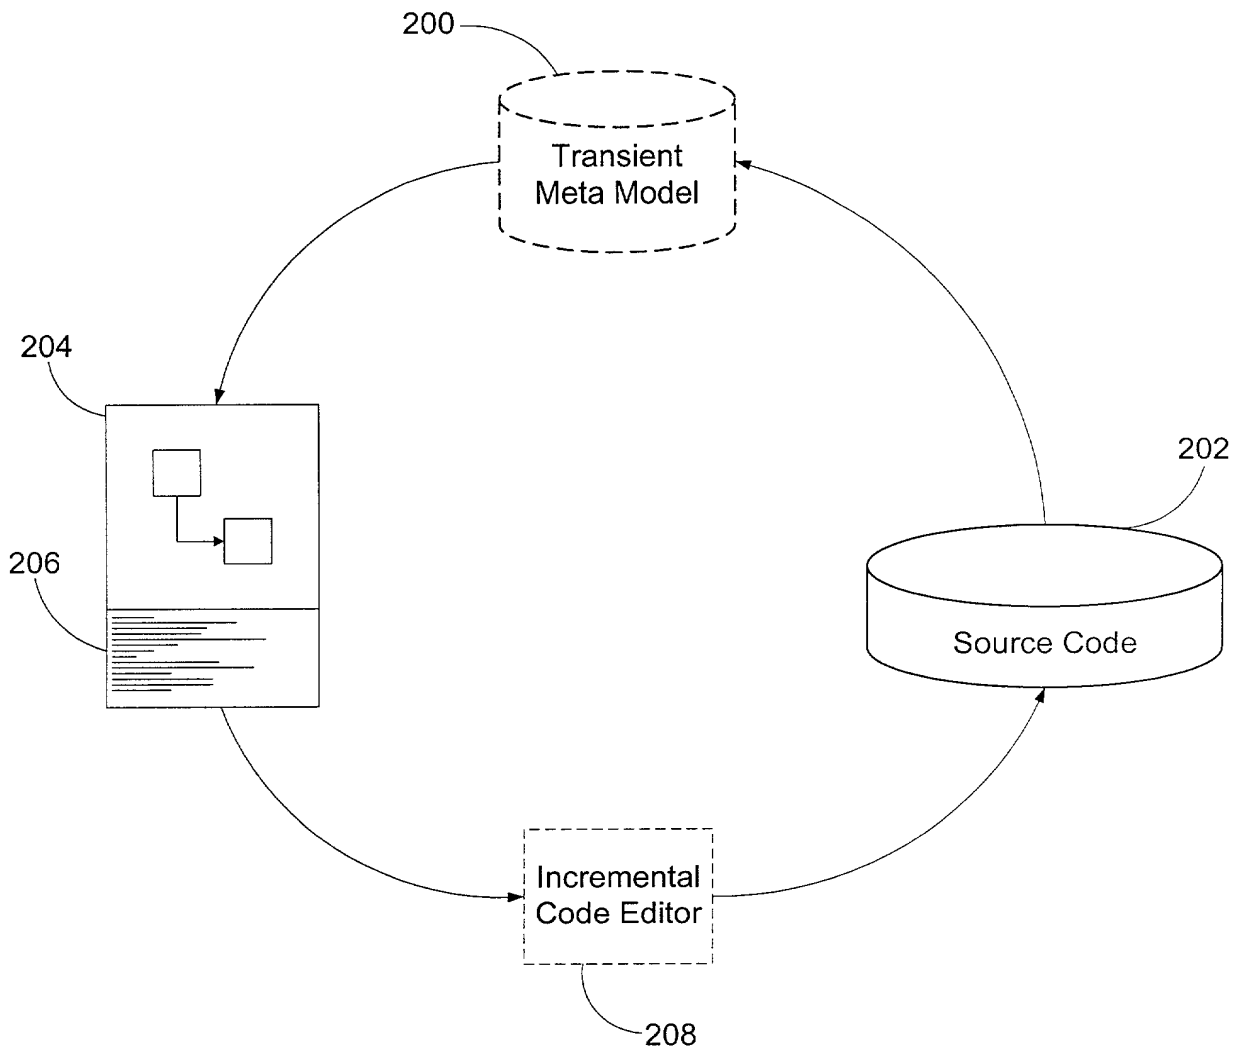 200
Transient
Meta Model
204
202
206
Source Code
Incremental
Code Editor
208